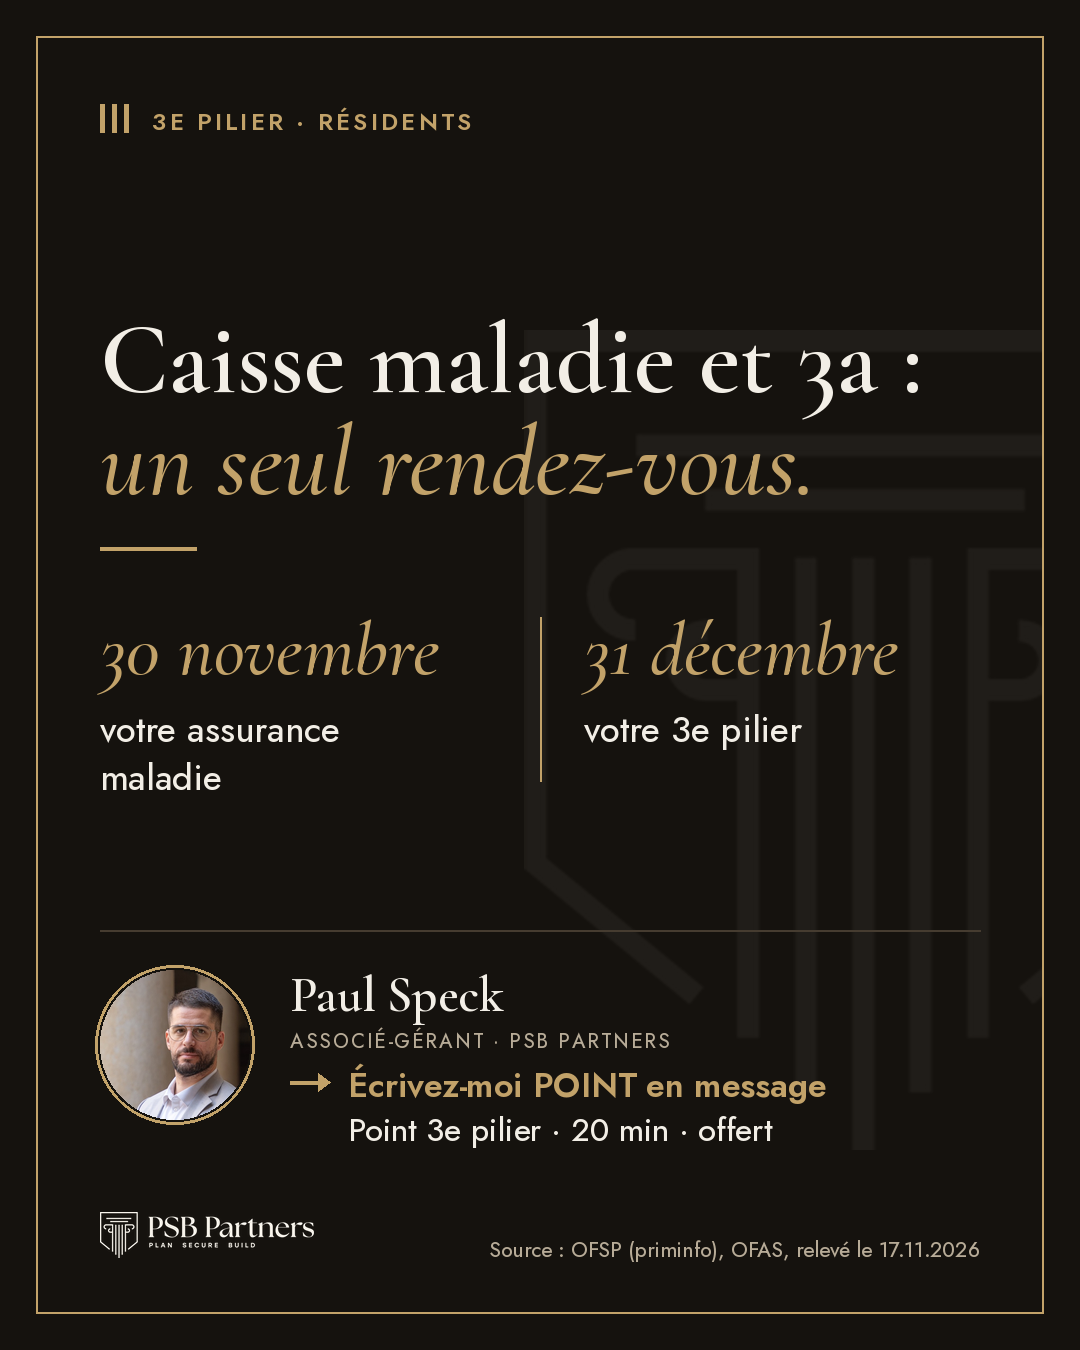 3E PILIER · RÉSIDENTS
Caisse maladie et 3a :
un seul rendez-vous.
30 novembre
votre assurance
maladie
31 décembre
votre 3e pilier
Paul Speck
ASSOCIÉ-GÉRANT · PSB PARTNERS
→ Écrivez-moi POINT en message
Point 3e pilier · 20 min · offert
PSB Partners
PLAN SECURE BUILD
Source : OFSP (priminfo), OFAS, relevé le 17.11.2026